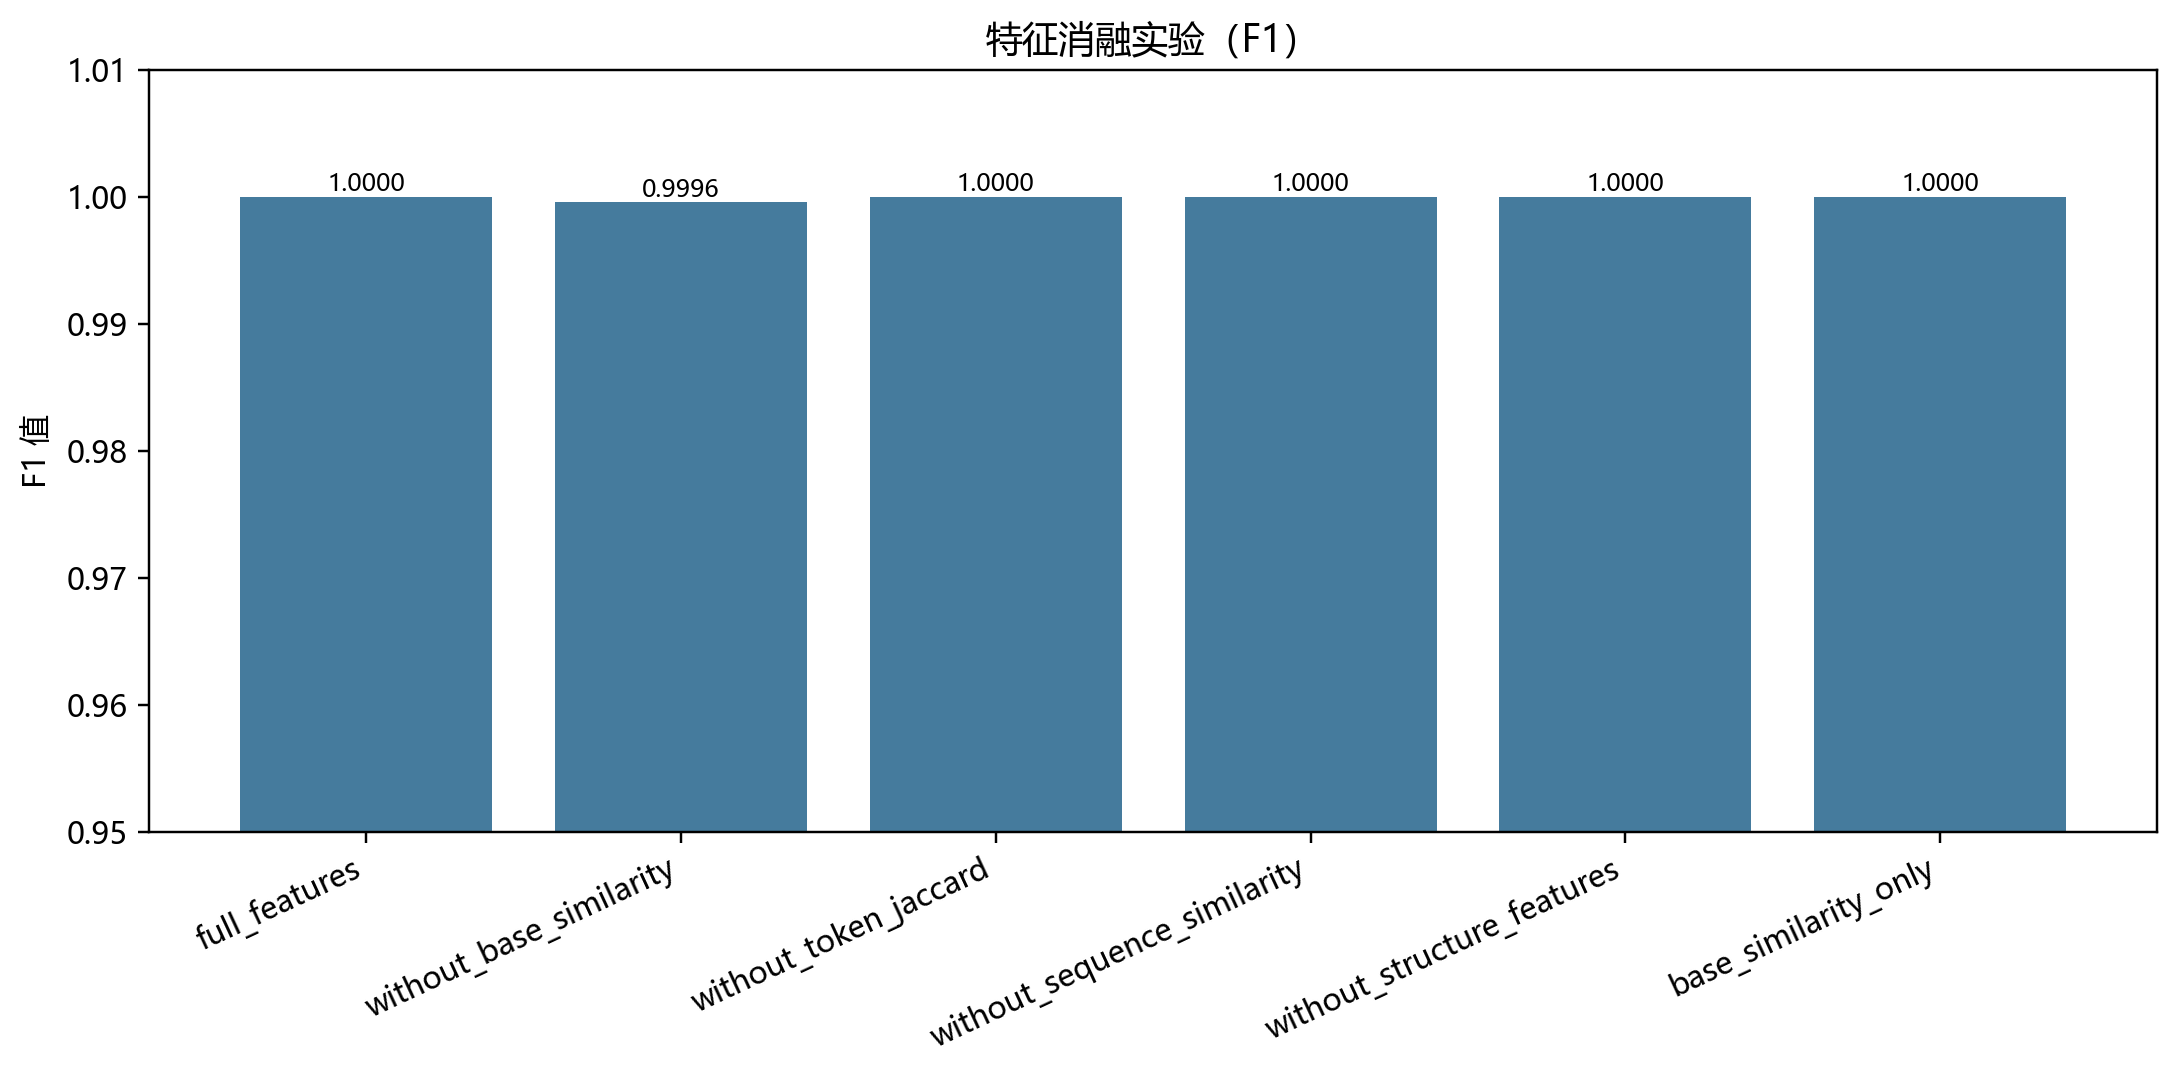 特征消融实验（F1）
F1 值
1.01
1.00
0.99
0.98
0.97
0.96
0.95
1.0000
0.9996
1.0000
1.0000
1.0000
1.0000
full_features
without_base_similarity
without_token_jaccard
without_sequence_similarity
without_structure_features
base_similarity_only